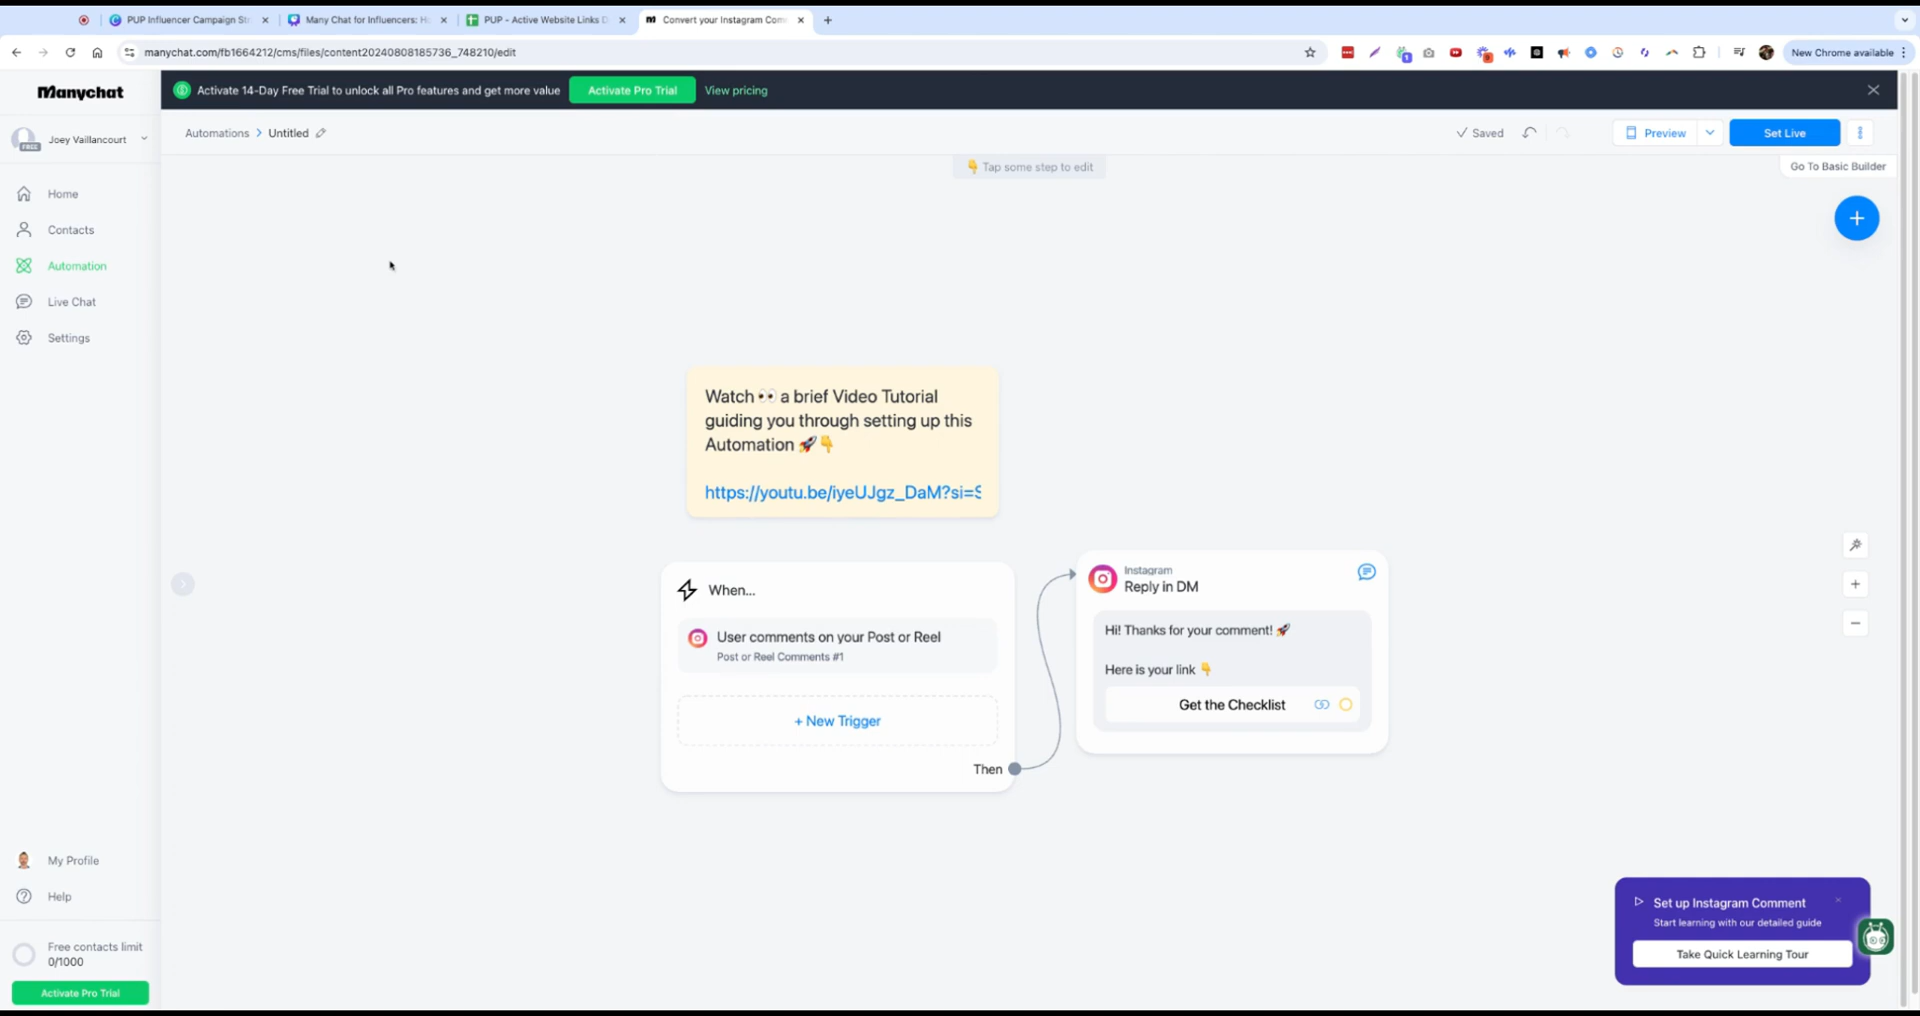 PUP Influencer Campaign Str
Many Chat for Influencers: Ho
PUP - Active Website Links D
Convert your Instagram Com
manychat.com/fb1664212/cms/files/content20240808185736_748210/edit
New Chrome available
Manychat
Activate 14-Day Free Trial to unlock all Pro features and get more value
Activate Pro Trial
View pricing
FREE
Joey Vaillancourt
Automations > Untitled
Saved
Preview
Set Live
👇 Tap some step to edit
Go To Basic Builder
Home
Contacts
Automation
Live Chat
Settings
Watch 👀 a brief Video Tutorial
guiding you through setting up this
Automation 🚀👇
https://youtu.be/iyeUJgz_DaM?si=S
When...
User comments on your Post or Reel
Post or Reel Comments #1
+ New Trigger
Then
Instagram
Reply in DM
Hi! Thanks for your comment! 🚀
Here is your link 👇
Get the Checklist
My Profile
Help
Free contacts limit
0/1000
Activate Pro Trial
Set up Instagram Comment
Start learning with our detailed guide
Take Quick Learning Tour